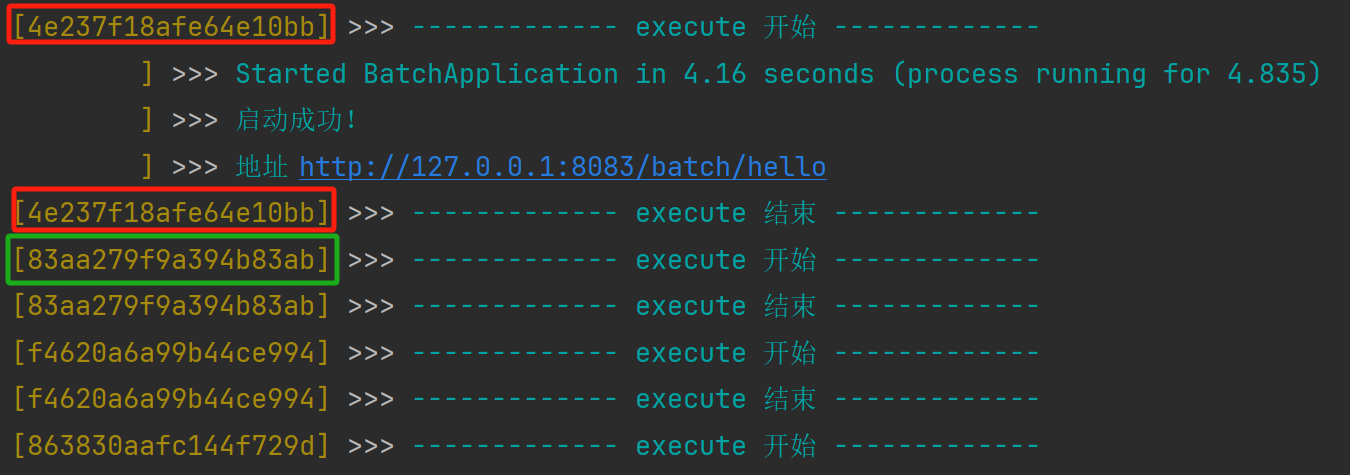 [4e237f18afe64e10bb] >>> ------------- execute 开始 -------------
] >>> Started BatchApplication in 4.16 seconds (process running for 4.835)
] >>> 启动成功!
] >>> 地址 http://127.0.0.1:8083/batch/hello
[4e237f18afe64e10bb] >>> ------------- execute 结束 -------------
[83aa279f9a394b83ab] >>> ------------- execute 开始 -------------
[83aa279f9a394b83ab] >>> ------------- execute 结束 -------------
[f4620a6a99b44ce994] >>> ------------- execute 开始 -------------
[f4620a6a99b44ce994] >>> ------------- execute 结束 -------------
[863830aafc144f729d] >>> ------------- execute 开始 -------------